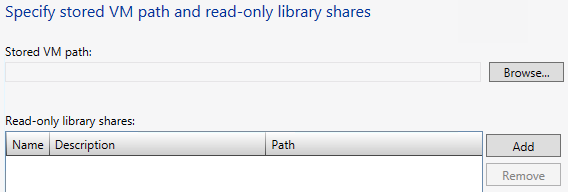 Specify stored VM path and read-only library shares
Stored VM path:
Browse...
Read-only library shares:
Name Description Path
Add
Remove